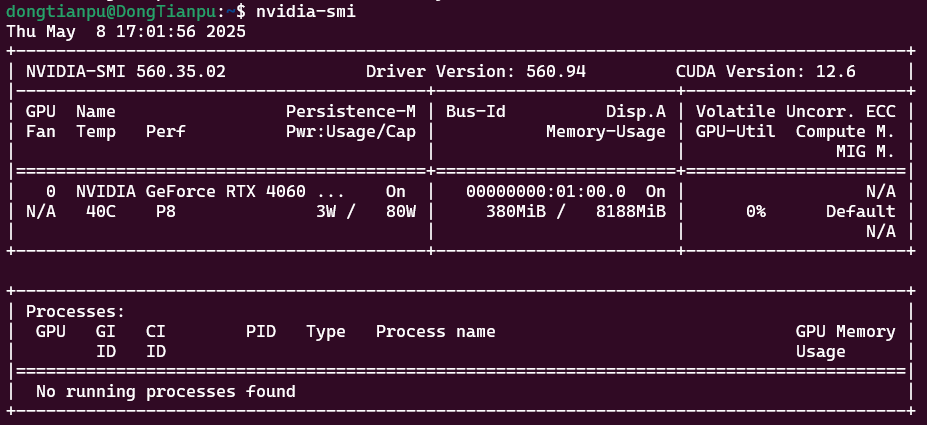 dongtianpu@DongTianpu:~$ nvidia-smi
Thu May  8 17:01:56 2025
+-----------------------------------------------------------------------------------------+
| NVIDIA-SMI 560.35.02              Driver Version: 560.94         CUDA Version: 12.6     |
|-----------------------------------------+------------------------+----------------------+
| GPU  Name                 Persistence-M | Bus-Id          Disp.A | Volatile Uncorr. ECC |
| Fan  Temp   Perf          Pwr:Usage/Cap |           Memory-Usage | GPU-Util  Compute M. |
|                                         |                        |               MIG M. |
|=========================================+========================+======================|
|   0  NVIDIA GeForce RTX 4060 ...    On  |   00000000:01:00.0  On |                  N/A |
| N/A   40C    P8              3W /   80W |     380MiB /   8188MiB |      0%      Default |
|                                         |                        |                  N/A |
+-----------------------------------------+------------------------+----------------------+
+-----------------------------------------------------------------------------------------+
| Processes:                                                                              |
|  GPU   GI   CI        PID   Type   Process name                              GPU Memory |
|        ID   ID                                                               Usage      |
|=========================================================================================|
|  No running processes found                                                             |
+-----------------------------------------------------------------------------------------+